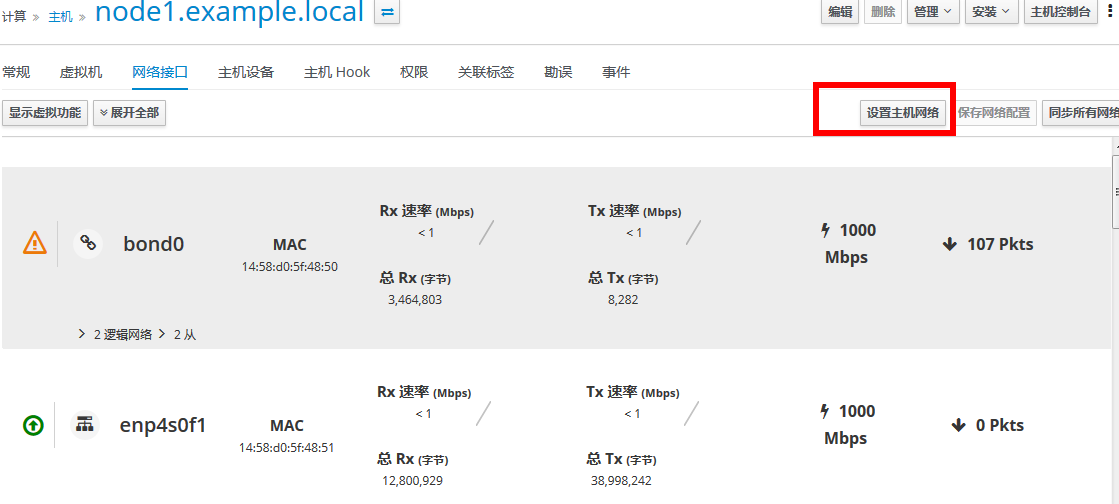 计算 » 主机 » node1.example.local
编辑 删除 管理 安装 主机控制台
常规 虚拟机 网络接口 主机设备 主机 Hook 权限 关联标签 勘误 事件
显示虚拟功能 展开全部 设置主机网络 保存网络配置 同步所有网络
Rx 速率 (Mbps) Tx 速率 (Mbps)
< 1 < 1
bond0 MAC 1000 Mbps 107 Pkts
14:58:d0:5f:48:50
总 Rx (字节) 总 Tx (字节)
3,464,803 8,282
2 逻辑网络 2 从
Rx 速率 (Mbps) Tx 速率 (Mbps)
< 1 < 1
enp4s0f1 MAC 1000 Mbps 0 Pkts
14:58:d0:5f:48:51
总 Rx (字节) 总 Tx (字节)
12,800,929 38,998,242